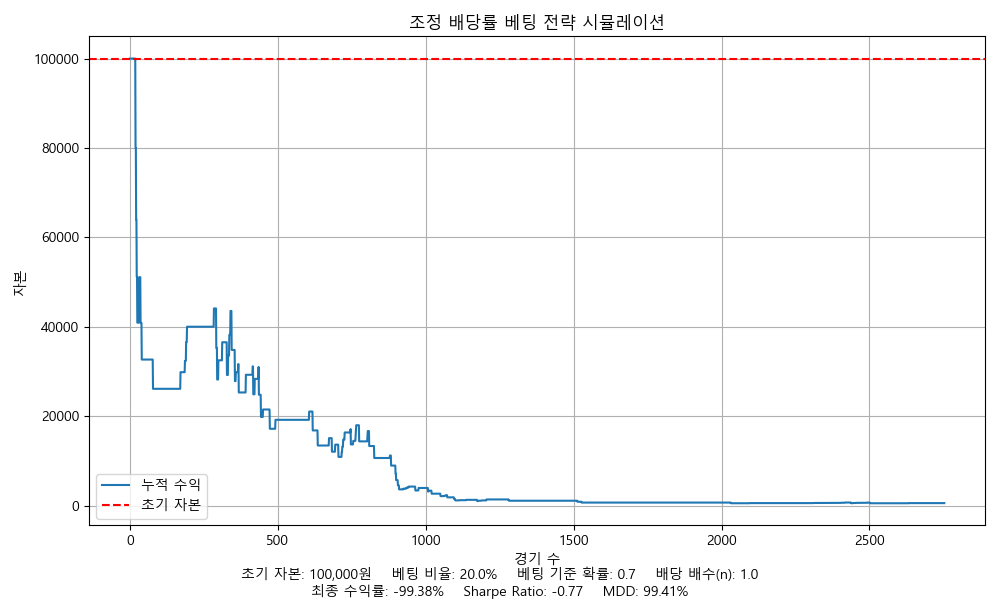 조정 배당률 베팅 전략 시뮬레이션
자본
100000
80000
60000
40000
20000
0
누적 수익
초기 자본
0 500 1000 1500 2000 2500
경기 수
초기 자본: 100,000원 베팅 비율: 20.0% 베팅 기준 확률: 0.7 배당 배수(n): 1.0
최종 수익률: -99.38% Sharpe Ratio: -0.77 MDD: 99.41%